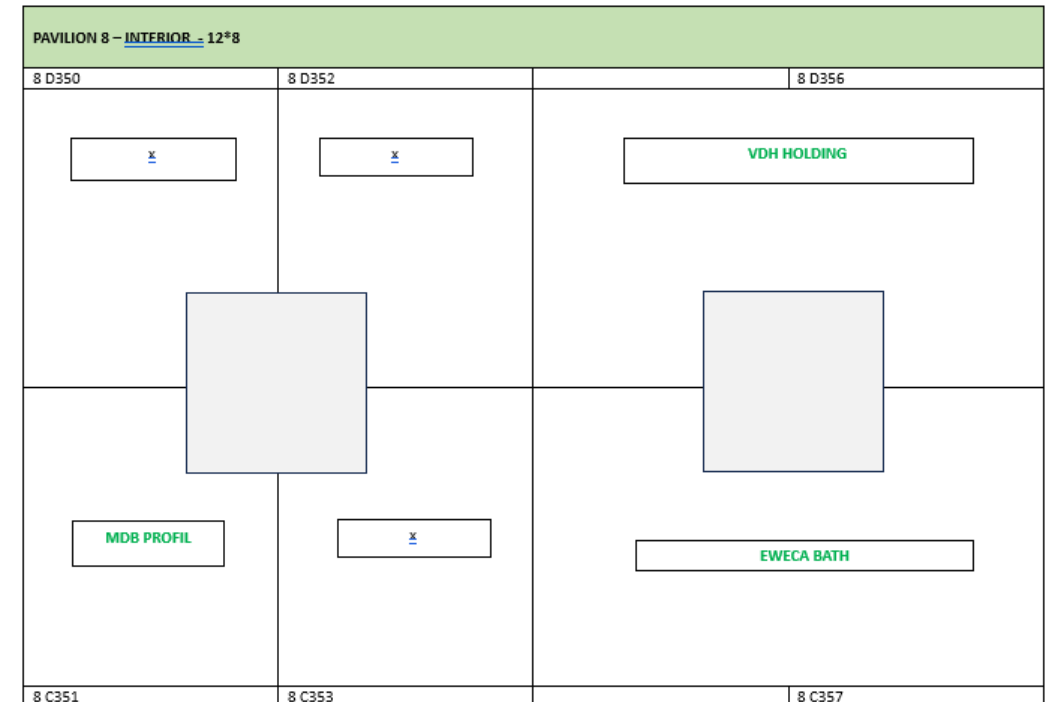 PAVILION 8 – INTERIOR - 12*8
8 D350
8 D352
8 D356
x
x
VDH HOLDING
MDB PROFIL
x
EWECA BATH
8 C351
8 C353
8 C357